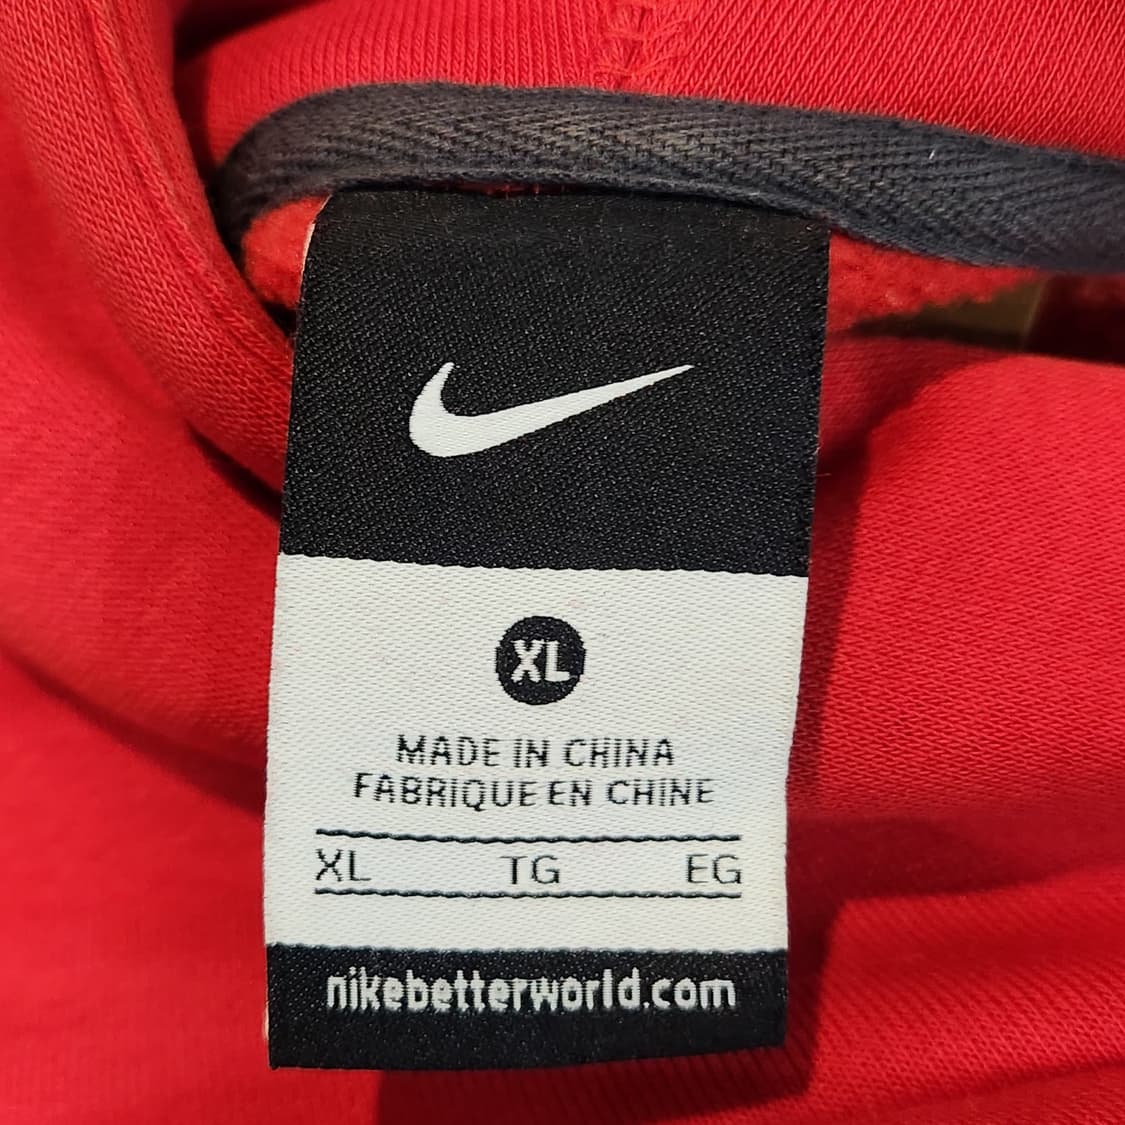 XL
MADE IN CHINA
FABRIQUE EN CHINE
XL TG EG
nikebetterworld.com